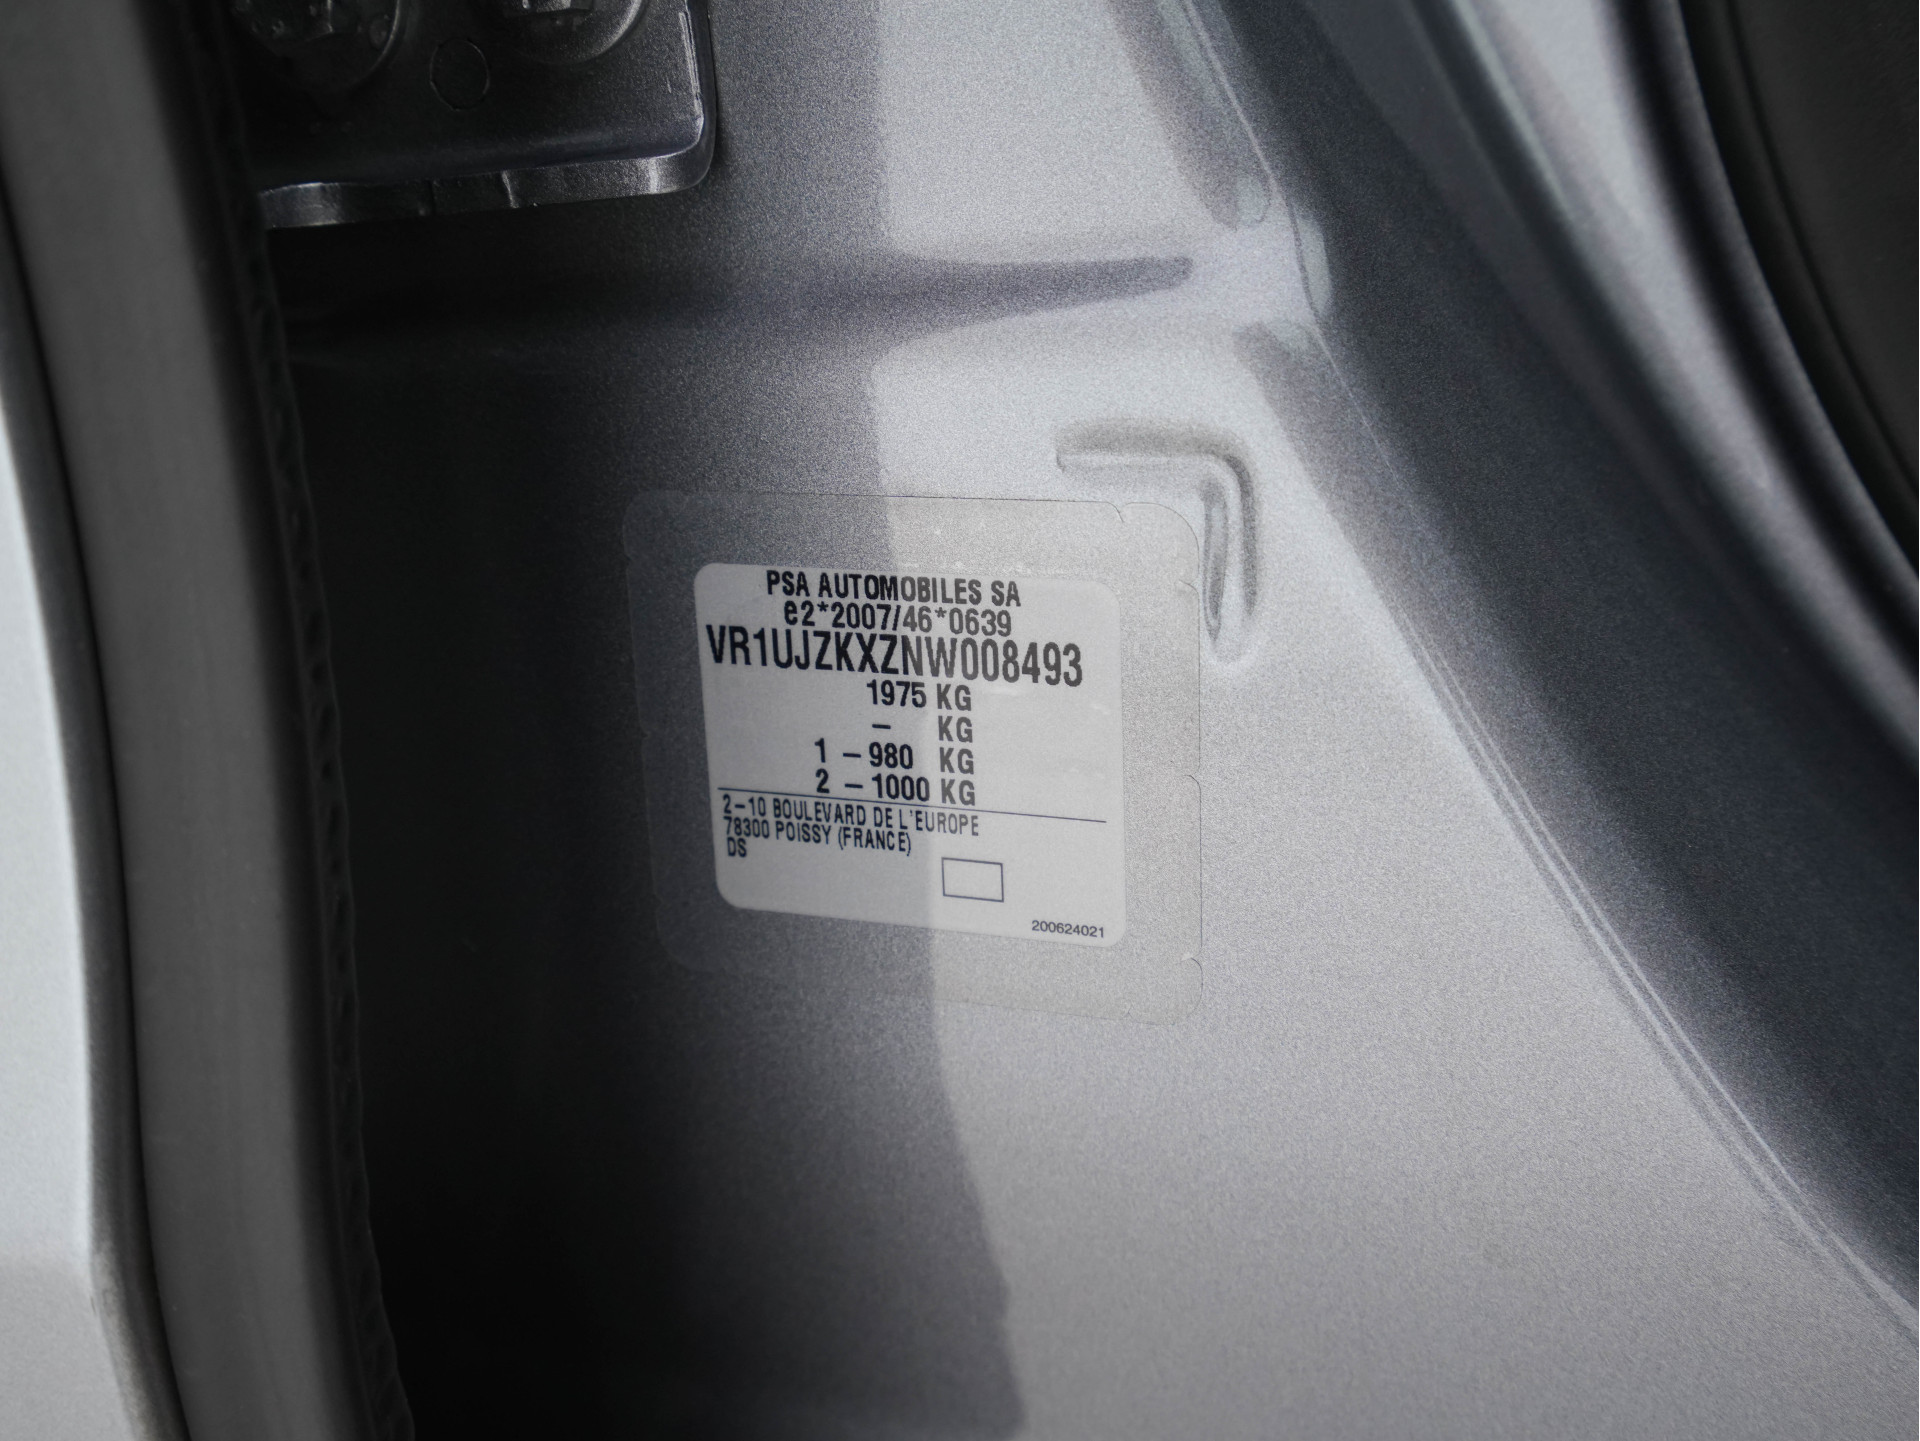 PSA AUTOMOBILES SA
e2*2007/46*0639
VR1UJZKXZNW008493
1975 KG
– KG
1 – 980 KG
2 – 1000 KG
2–10 BOULEVARD DE L'EUROPE
78300 POISSY (FRANCE)
DS
200624021